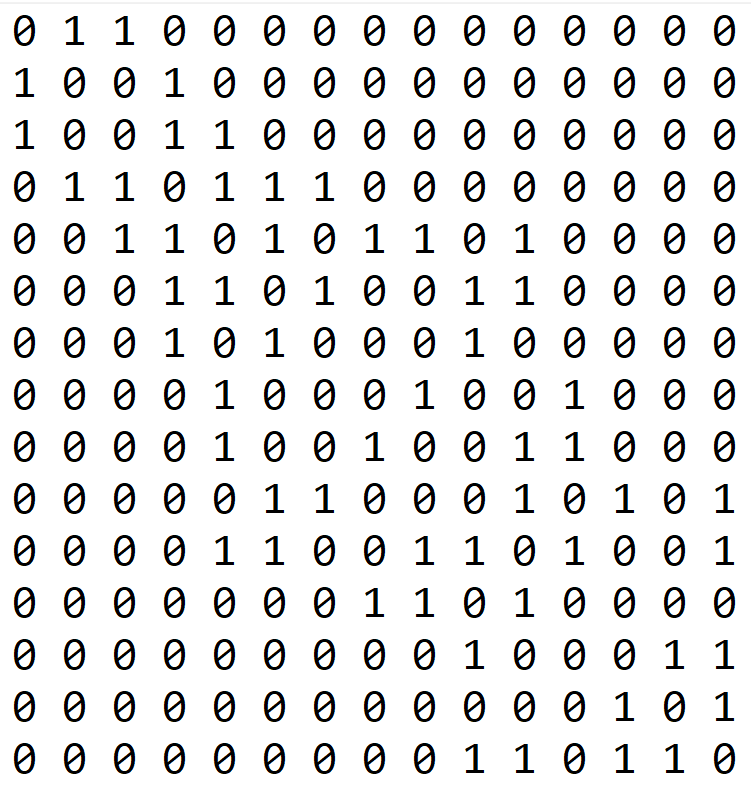 0 1 1 0 0 0 0 0 0 0 0 0 0 0 0
1 0 0 1 0 0 0 0 0 0 0 0 0 0 0
1 0 0 1 1 0 0 0 0 0 0 0 0 0 0
0 1 1 0 1 1 1 0 0 0 0 0 0 0 0
0 0 1 1 0 1 0 1 1 0 1 0 0 0 0
0 0 0 1 1 0 1 0 0 1 1 0 0 0 0
0 0 0 1 0 1 0 0 0 1 0 0 0 0 0
0 0 0 0 1 0 0 0 1 0 0 1 0 0 0
0 0 0 0 1 0 0 1 0 0 1 1 0 0 0
0 0 0 0 0 1 1 0 0 0 1 0 1 0 1
0 0 0 0 1 1 0 0 1 1 0 1 0 0 1
0 0 0 0 0 0 0 1 1 0 1 0 0 0 0
0 0 0 0 0 0 0 0 0 1 0 0 0 1 1
0 0 0 0 0 0 0 0 0 0 0 0 1 0 1
0 0 0 0 0 0 0 0 0 1 1 0 1 1 0